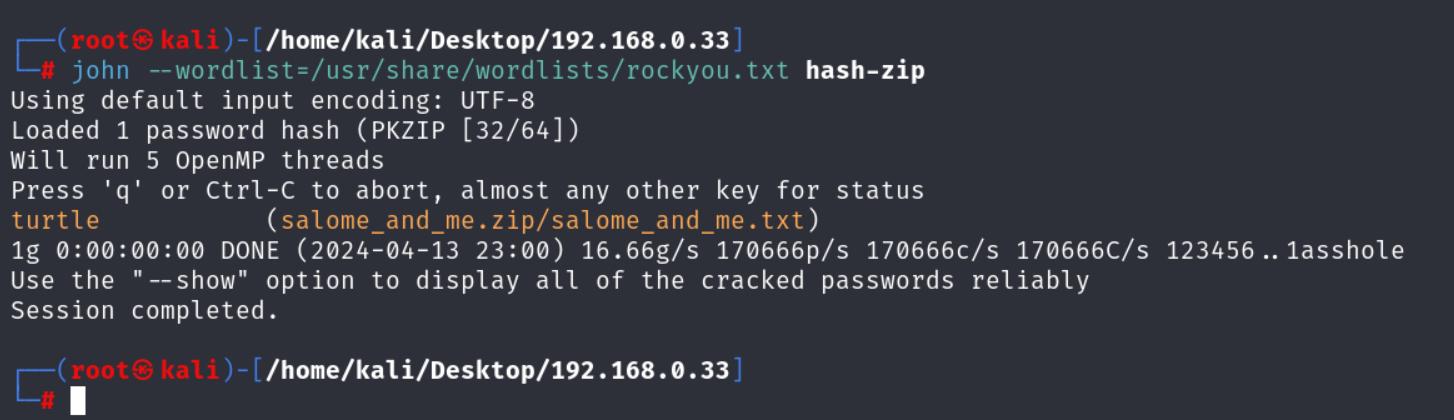 ┌──(root㉿kali)-[/home/kali/Desktop/192.168.0.33]
└─# john --wordlist=/usr/share/wordlists/rockyou.txt hash-zip
Using default input encoding: UTF-8
Loaded 1 password hash (PKZIP [32/64])
Will run 5 OpenMP threads
Press 'q' or Ctrl-C to abort, almost any other key for status
turtle           (salome_and_me.zip/salome_and_me.txt)
1g 0:00:00:00 DONE (2024-04-13 23:00) 16.66g/s 170666p/s 170666c/s 170666C/s 123456..1asshole
Use the "--show" option to display all of the cracked passwords reliably
Session completed.
┌──(root㉿kali)-[/home/kali/Desktop/192.168.0.33]
└─#